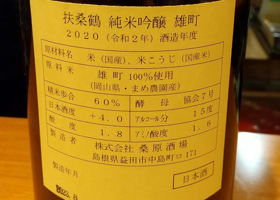 扶桑鶴 純米吟醸 雄町
2020(令和2年)酒造年度
原材料名 米(国産)、米こうじ(国産米)
原料米 雄町100%使用
(岡山県・まめ農園産)
精米歩合 60% 酵母 協会7号
日本酒度 +4.0 アルコール分 15度
酸度 1.8 アミノ酸度 1.6
製造者 株式会社 桑原酒場
島根県益田市中島町ロ171
製造年月
日本酒